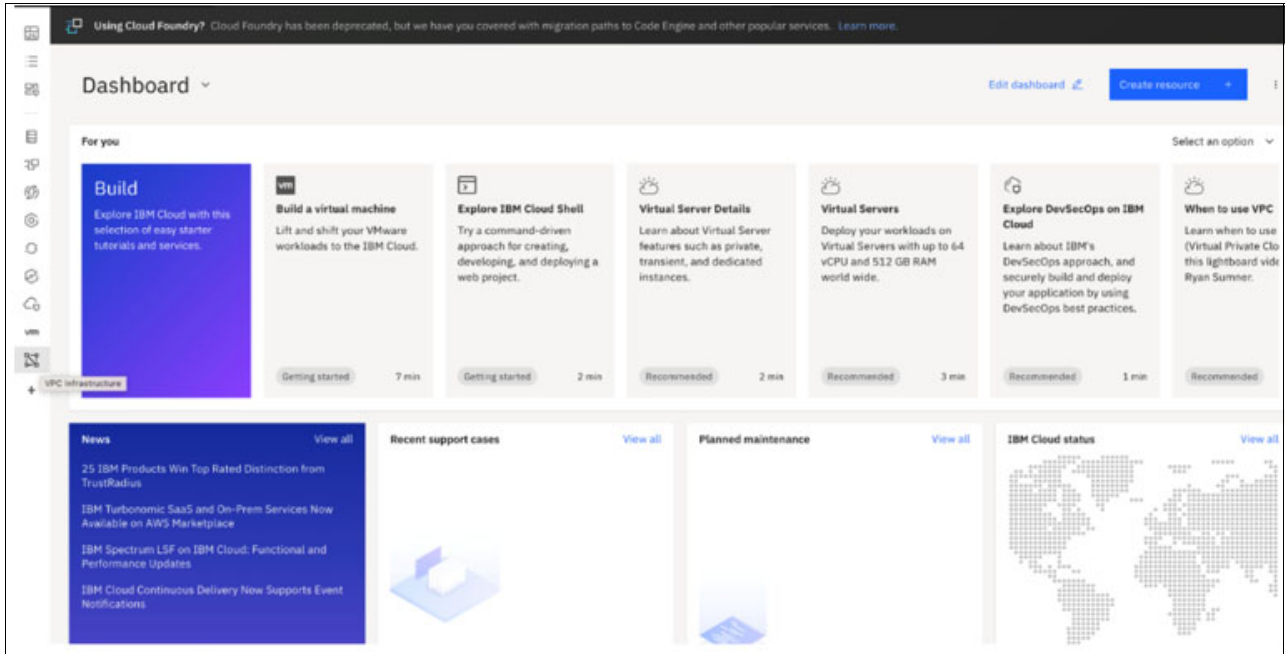 Using Cloud Foundry? Cloud Foundry has been deprecated, but we have you covered with migration paths to Code Engine and other popular services. Learn more.
Dashboard
Edit dashboard
Create resource +
For you
Select an option
Build
Explore IBM Cloud with this
selection of easy starter
tutorials and services.
vm
Build a virtual machine
Lift and shift your VMware
workloads to the IBM Cloud.
Getting started 7 min
Explore IBM Cloud Shell
Try a command-driven
approach for creating,
developing, and deploying a
web project.
Getting started 2 min
Virtual Server Details
Learn about Virtual Server
features such as private,
transient, and dedicated
instances.
Recommended 2 min
Virtual Servers
Deploy your workloads on
Virtual Servers with up to 64
vCPU and 512 GB RAM
world wide.
Recommended 3 min
Explore DevSecOps on IBM
Cloud
Learn about IBM's
DevSecOps approach, and
securely build and deploy
your application by using
DevSecOps best practices.
Recommended 1 min
When to use VPC
Learn when to use
(Virtual Private Clo
this lightboard vide
Ryan Sumner.
Recommended
vm
VPC Infrastructure
+
News View all
25 IBM Products Win Top Rated Distinction from
TrustRadius
IBM Turbonomic SaaS and On-Prem Services Now
Available on AWS Marketplace
IBM Spectrum LSF on IBM Cloud: Functional and
Performance Updates
IBM Cloud Continuous Delivery Now Supports Event
Notifications
Recent support cases View all
Planned maintenance View all
IBM Cloud status View all